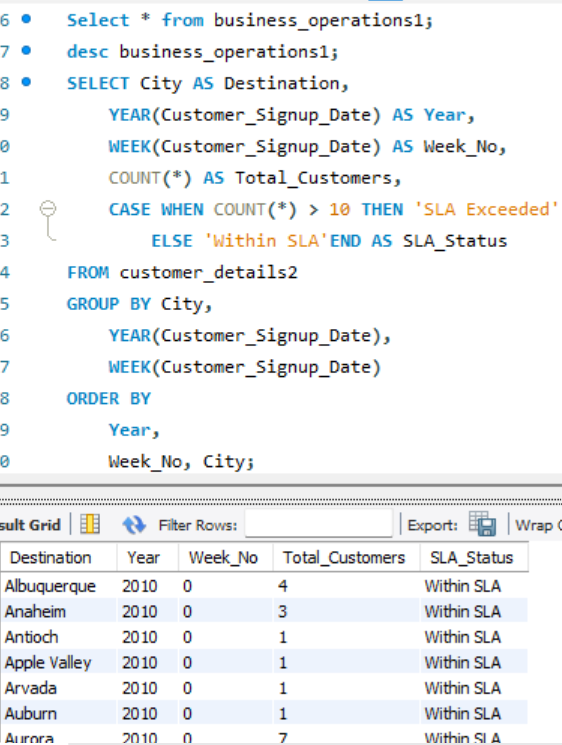 6 Select * from business_operations1;
7 desc business_operations1;
8 SELECT City AS Destination,
9 YEAR(Customer_Signup_Date) AS Year,
0 WEEK(Customer_Signup_Date) AS Week_No,
1 COUNT(*) AS Total_Customers,
2 CASE WHEN COUNT(*) > 10 THEN 'SLA Exceeded'
3 ELSE 'Within SLA'END AS SLA_Status
4 FROM customer_details2
5 GROUP BY City,
6 YEAR(Customer_Signup_Date),
7 WEEK(Customer_Signup_Date)
8 ORDER BY
9 Year,
0 Week_No, City;
sult Grid Filter Rows: Export: Wrap C
Destination Year Week_No Total_Customers SLA_Status
Albuquerque 2010 0 4 Within SLA
Anaheim 2010 0 3 Within SLA
Antioch 2010 0 1 Within SLA
Apple Valley 2010 0 1 Within SLA
Arvada 2010 0 1 Within SLA
Auburn 2010 0 1 Within SLA
Aurora 2010 0 7 Within SLA